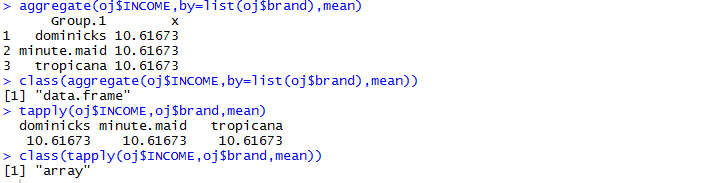 > aggregate(oj$INCOME,by=list(oj$brand),mean)
Group.1 x
1 dominicks 10.61673
2 minute.maid 10.61673
3 tropicana 10.61673
> class(aggregate(oj$INCOME,by=list(oj$brand),mean))
[1] "data.frame"
> tapply(oj$INCOME,oj$brand,mean)
dominicks minute.maid tropicana
10.61673 10.61673 10.61673
> class(tapply(oj$INCOME,oj$brand,mean))
[1] "array"